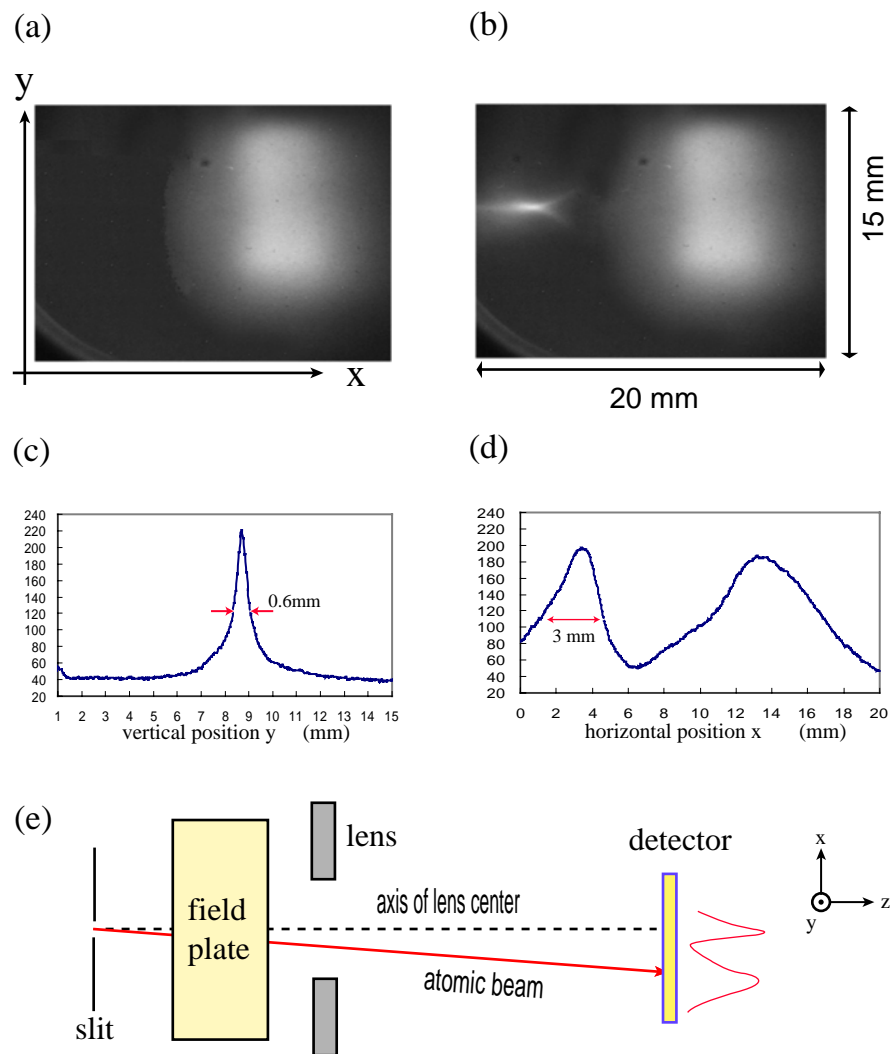 (a)
(b)
y
x
15 mm
20 mm
(c)
(d)
240
220
200
180
160
140
120
100
80
60
40
20
0.6mm
1 2 3 4 5 6 7 8 9 10 11 12 13 14 15
vertical position y (mm)
240
220
200
180
160
140
120
100
80
60
40
20
3 mm
0 2 4 6 8 10 12 14 16 18 20
horizontal position x (mm)
(e)
lens
detector
field
plate
axis of lens center
atomic beam
slit
x
y
z